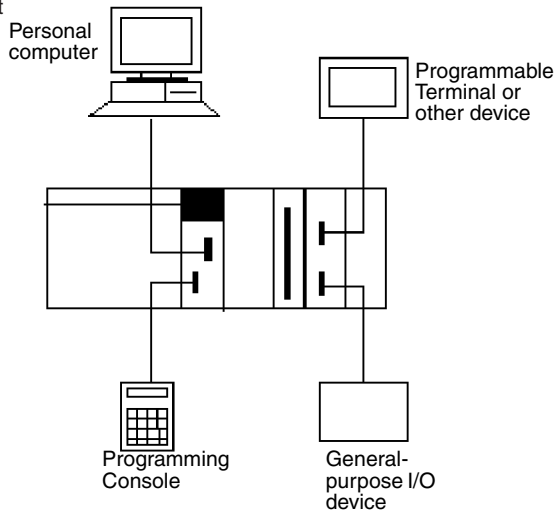 t
Personal
computer
Programmable
Terminal or
other device
Programming
Console
General-
purpose I/O
device